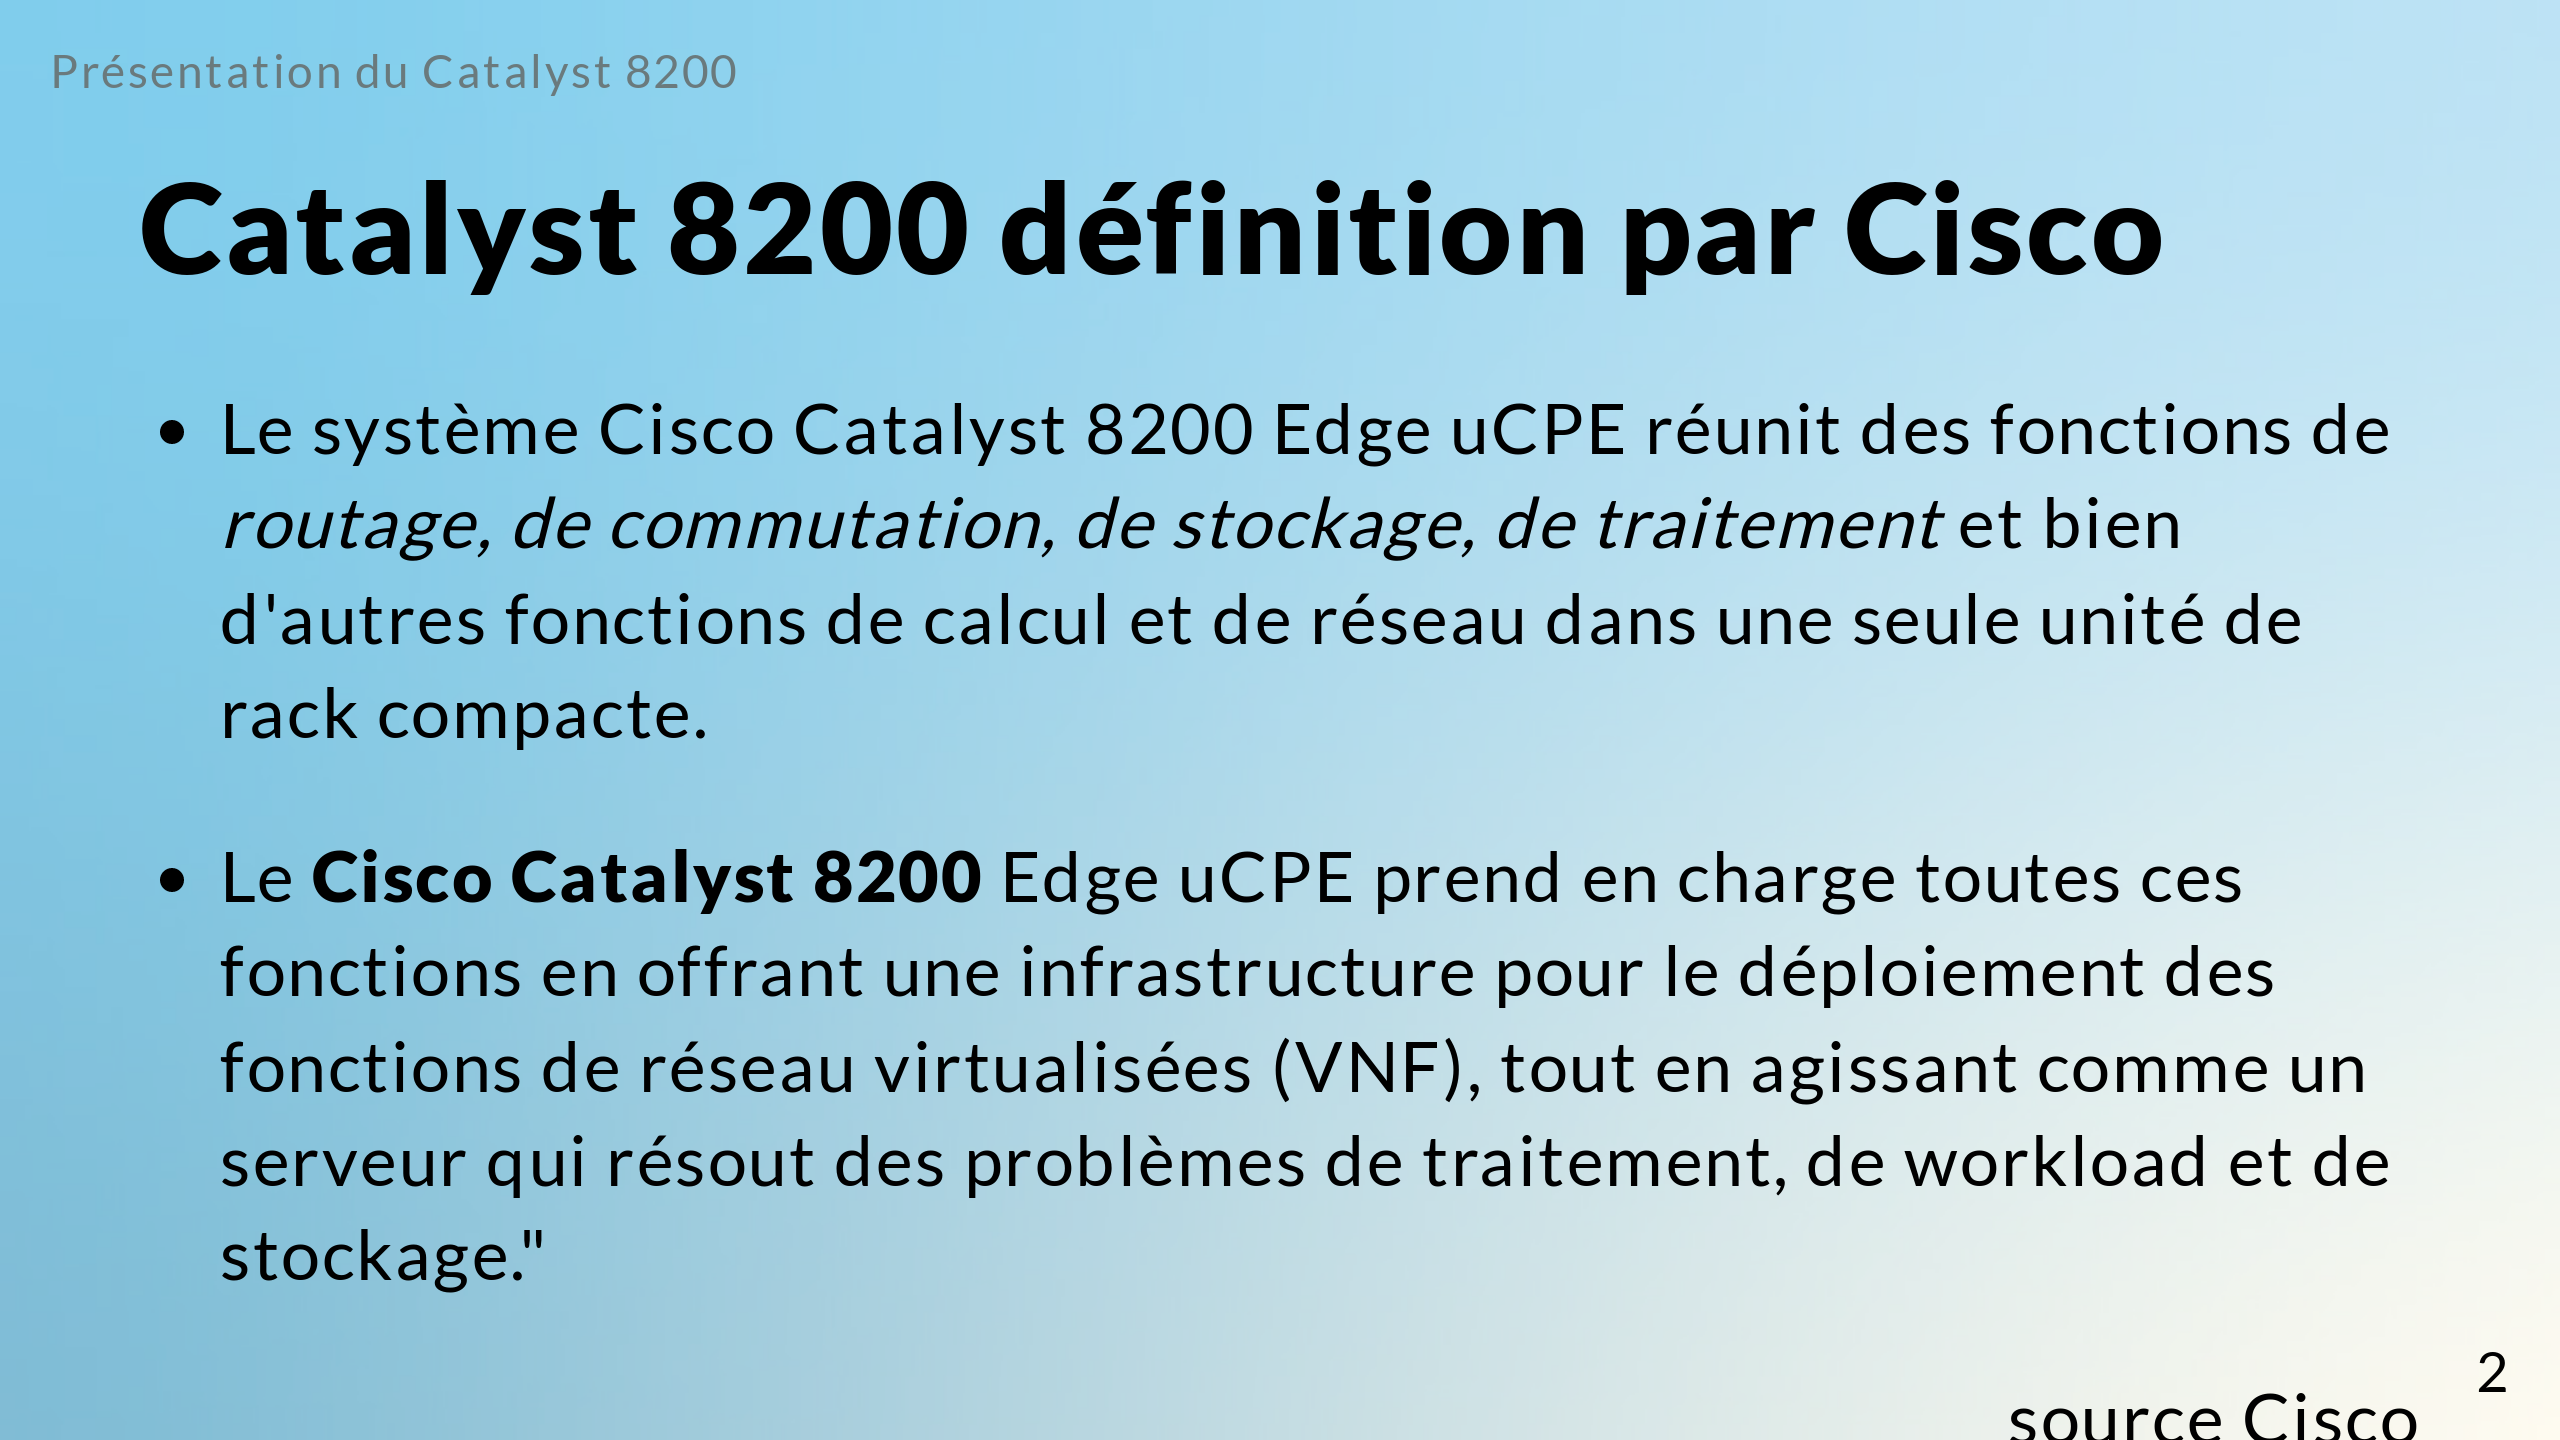 Présentation du Catalyst 8200
Catalyst 8200 définition par Cisco
• Le système Cisco Catalyst 8200 Edge uCPE réunit des fonctions de
routage, de commutation, de stockage, de traitement et bien
d'autres fonctions de calcul et de réseau dans une seule unité de
rack compacte.
• Le Cisco Catalyst 8200 Edge uCPE prend en charge toutes ces
fonctions en offrant une infrastructure pour le déploiement des
fonctions de réseau virtualisées (VNF), tout en agissant comme un
serveur qui résout des problèmes de traitement, de workload et de
stockage."
2
source Cisco